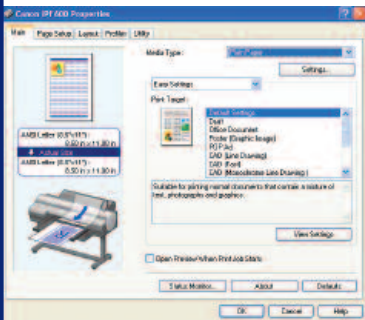 Canon iPF600 Properties
Main Page Setup Layout Profiles Utility
Media Type: Plain Paper
Settings...
Easy Settings
Print Target:
Default Settings
Draft
Office Document
Poster (Graphic Image)
POP Ad
CAD (Line Drawing)
CAD (Font)
CAD (Monochrome Line Drawing)
ANSI Letter (8.5"x11"):
8.50 in x 11.00 in
Actual Size
ANSI Letter (8.5"x11"):
8.50 in x 11.00 in
Suitable for printing normal documents that contain a mixture of
text, photographs and graphics.
View Settings
Open Preview When Print Job Starts
Status Monitor... About Defaults
OK Cancel Help